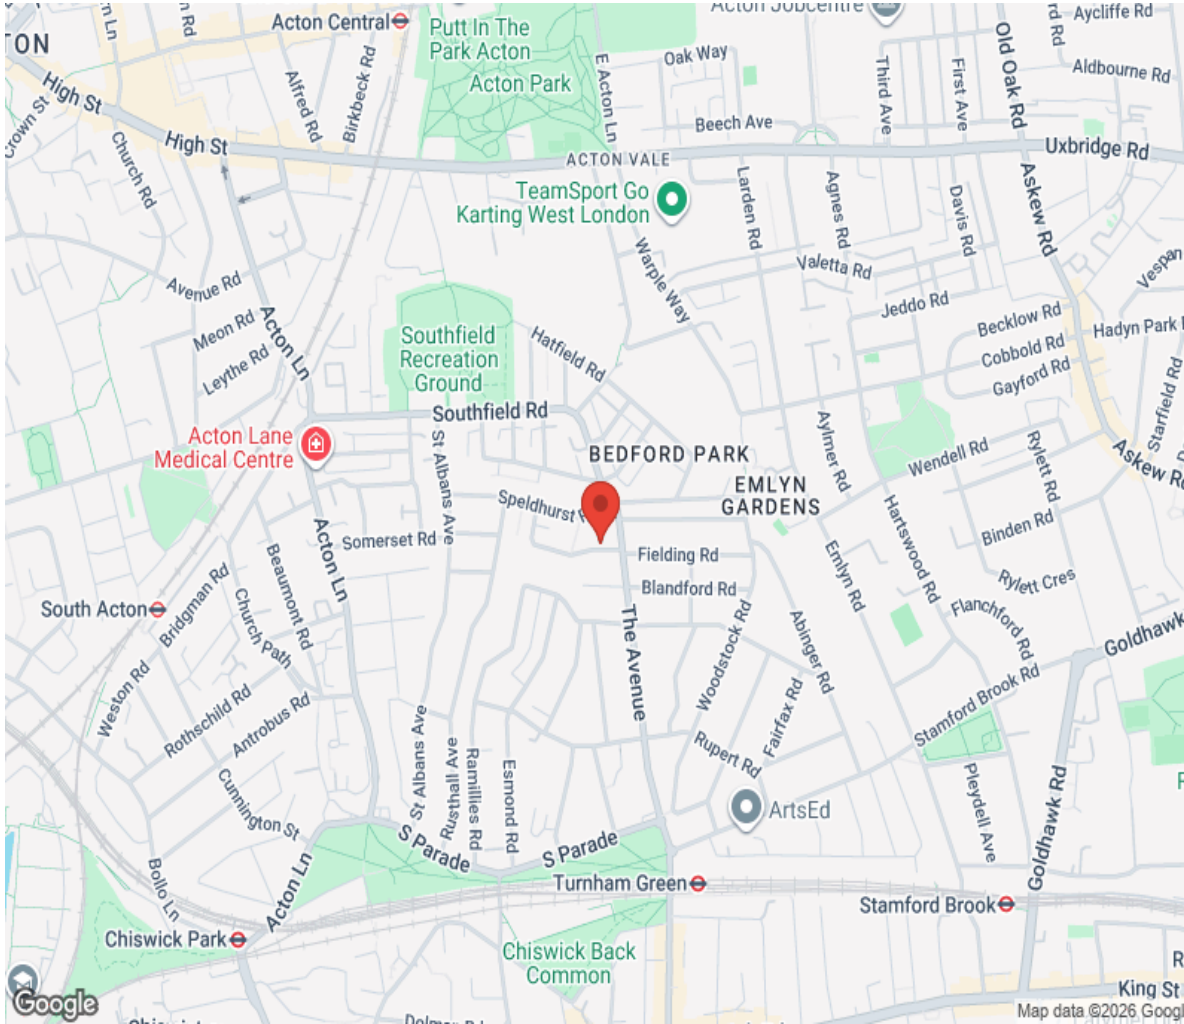 Acton Central
Putt In The
Park Acton
Acton Park
Acton Jobcentre
Aycliffe Rd
TON
High St
Crown St
Church Rd
Alfred Rd
Birkbeck Rd
E Acton Ln
Oak Way
Beech Ave
Third Ave
First Ave
Old Oak Rd
Aldbourne Rd
High St
ACTON VALE
Uxbridge Rd
TeamSport Go
Karting West London
Larden Rd
Agnes Rd
Davis Rd
Askew Rd
Warple Way
Valetta Rd
Vespan
Avenue Rd
Acton Ln
Meon Rd
Leythe Rd
Jeddo Rd
Becklow Rd
Hadyn Park
Cobbold Rd
Gayford Rd
Southfield
Recreation
Ground
Hatfield Rd
Starfield Rd
Southfield Rd
Acton Lane
Medical Centre
St Albans Ave
BEDFORD PARK
Aylmer Rd
Wendell Rd
Rylett Rd
Askew Rd
EMLYN
GARDENS
Speldhurst
Hartswood Rd
Binden Rd
Acton Ln
Somerset Rd
Fielding Rd
Emlyn Rd
Rylett Cres
Beaumont Rd
Blandford Rd
South Acton
Bridgman Rd
Church Path
The Avenue
Woodstock Rd
Abinger Rd
Flanchford Rd
Goldhawk
Weston Rd
Rothschild Rd
Antrobus Rd
Fairfax Rd
Stamford Brook Rd
St Albans Ave
Rusthall Ave
Ramillies Rd
Esmond Rd
Rupert Rd
Cunnington St
Pleydell Ave
Goldhawk Rd
ArtsEd
S Parade
S Parade
Bollo Ln
Acton Ln
Turnham Green
Stamford Brook
Chiswick Park
Chiswick Back
Common
King St
Google
Map data ©2026 Googl